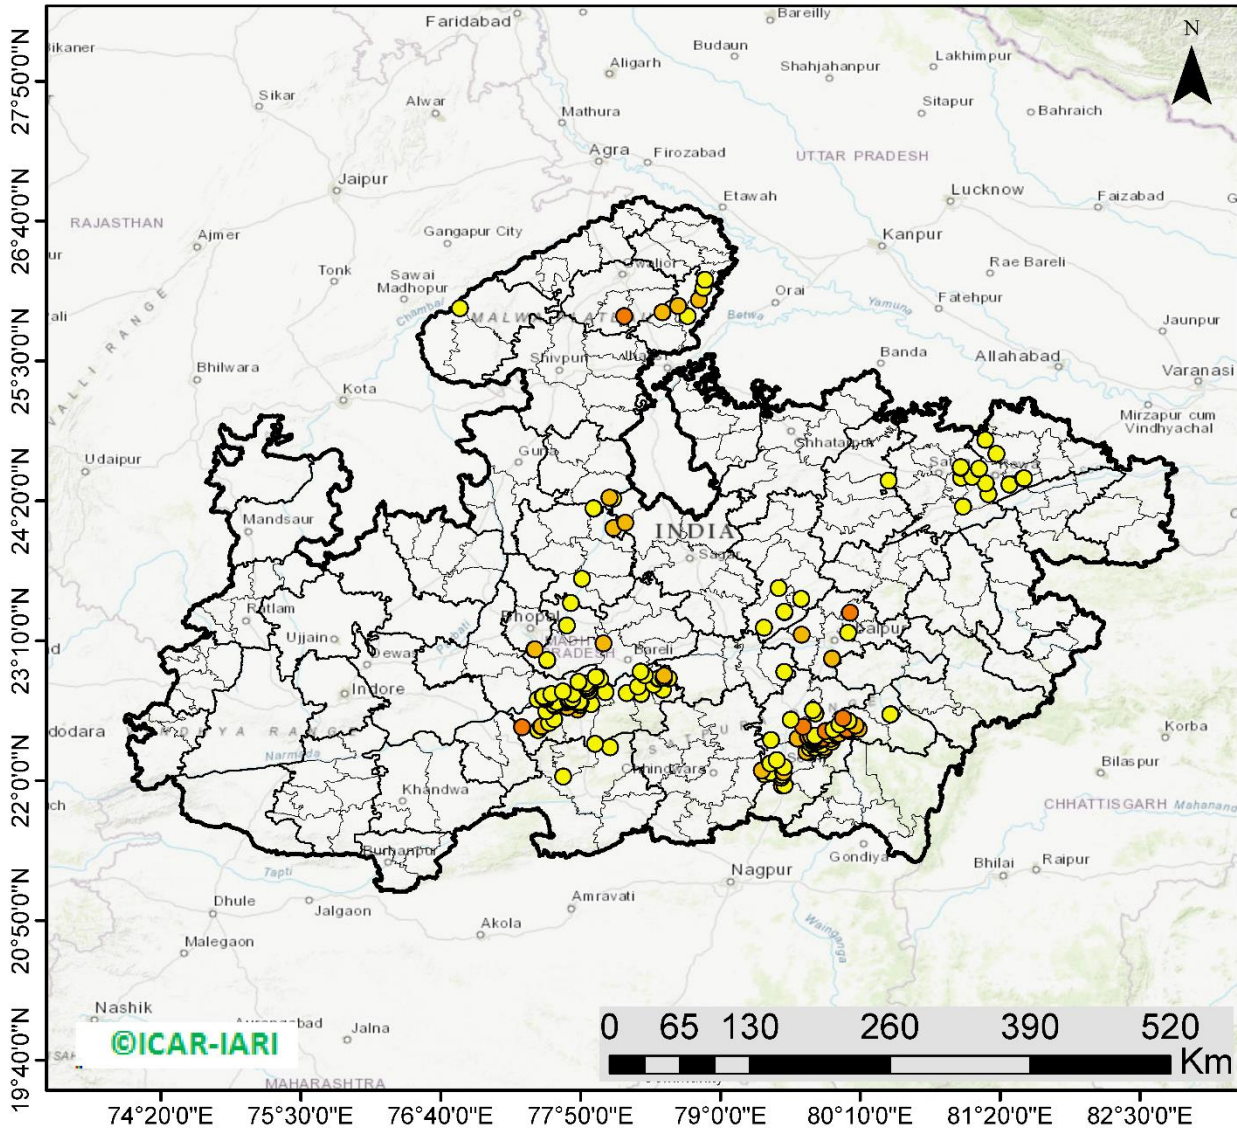 Faridabad
Bareilly
N
Bikaner
Budaun
Lakhimpur
Aligarh
Shahjahanpur
27°50'0"N
Sikar
Alwar
Sitapur
Bahraich
Mathura
Agra
Firozabad
UTTAR PRADESH
Jaipur
Etawah
Lucknow
Faizabad
26°40'0"N
RAJASTHAN
Ajmer
Gangapur City
Kanpur
Tonk
Sawai
Madhopur
Rae Bareli
Orai
Fatehpur
Chambal
Yamuna
Betwa
Jaunpur
25°30'0"N
Shivpuri
Banda
Allahabad
Bhilwara
Kota
Varanasi
Mirzapur cum
Vindhyachal
Chhatarpur
Udaipur
Guna
24°20'0"N
Mandsaur
INDIA
Sagar
Ratlam
Bhopal
Ujjain
23°10'0"N
Dewas
Parbati
Bareli
Indore
Korba
Narmada
Chhindwara
Bilaspur
22°0'0"N
Khandwa
CHHATTISGARH
Mahanand
Burhanpur
Gondiya
Tapti
Nagpur
Bhilai
Raipur
Dhule
Jalgaon
Amravati
20°50'0"N
Akola
Wainganga
Malegaon
Nashik
Jalna
©ICAR-IARI
0 65 130 260 390 520
Km
19°40'0"N
MAHARASHTRA
74°20'0"E 75°30'0"E 76°40'0"E 77°50'0"E 79°0'0"E 80°10'0"E 81°20'0"E 82°30'0"E